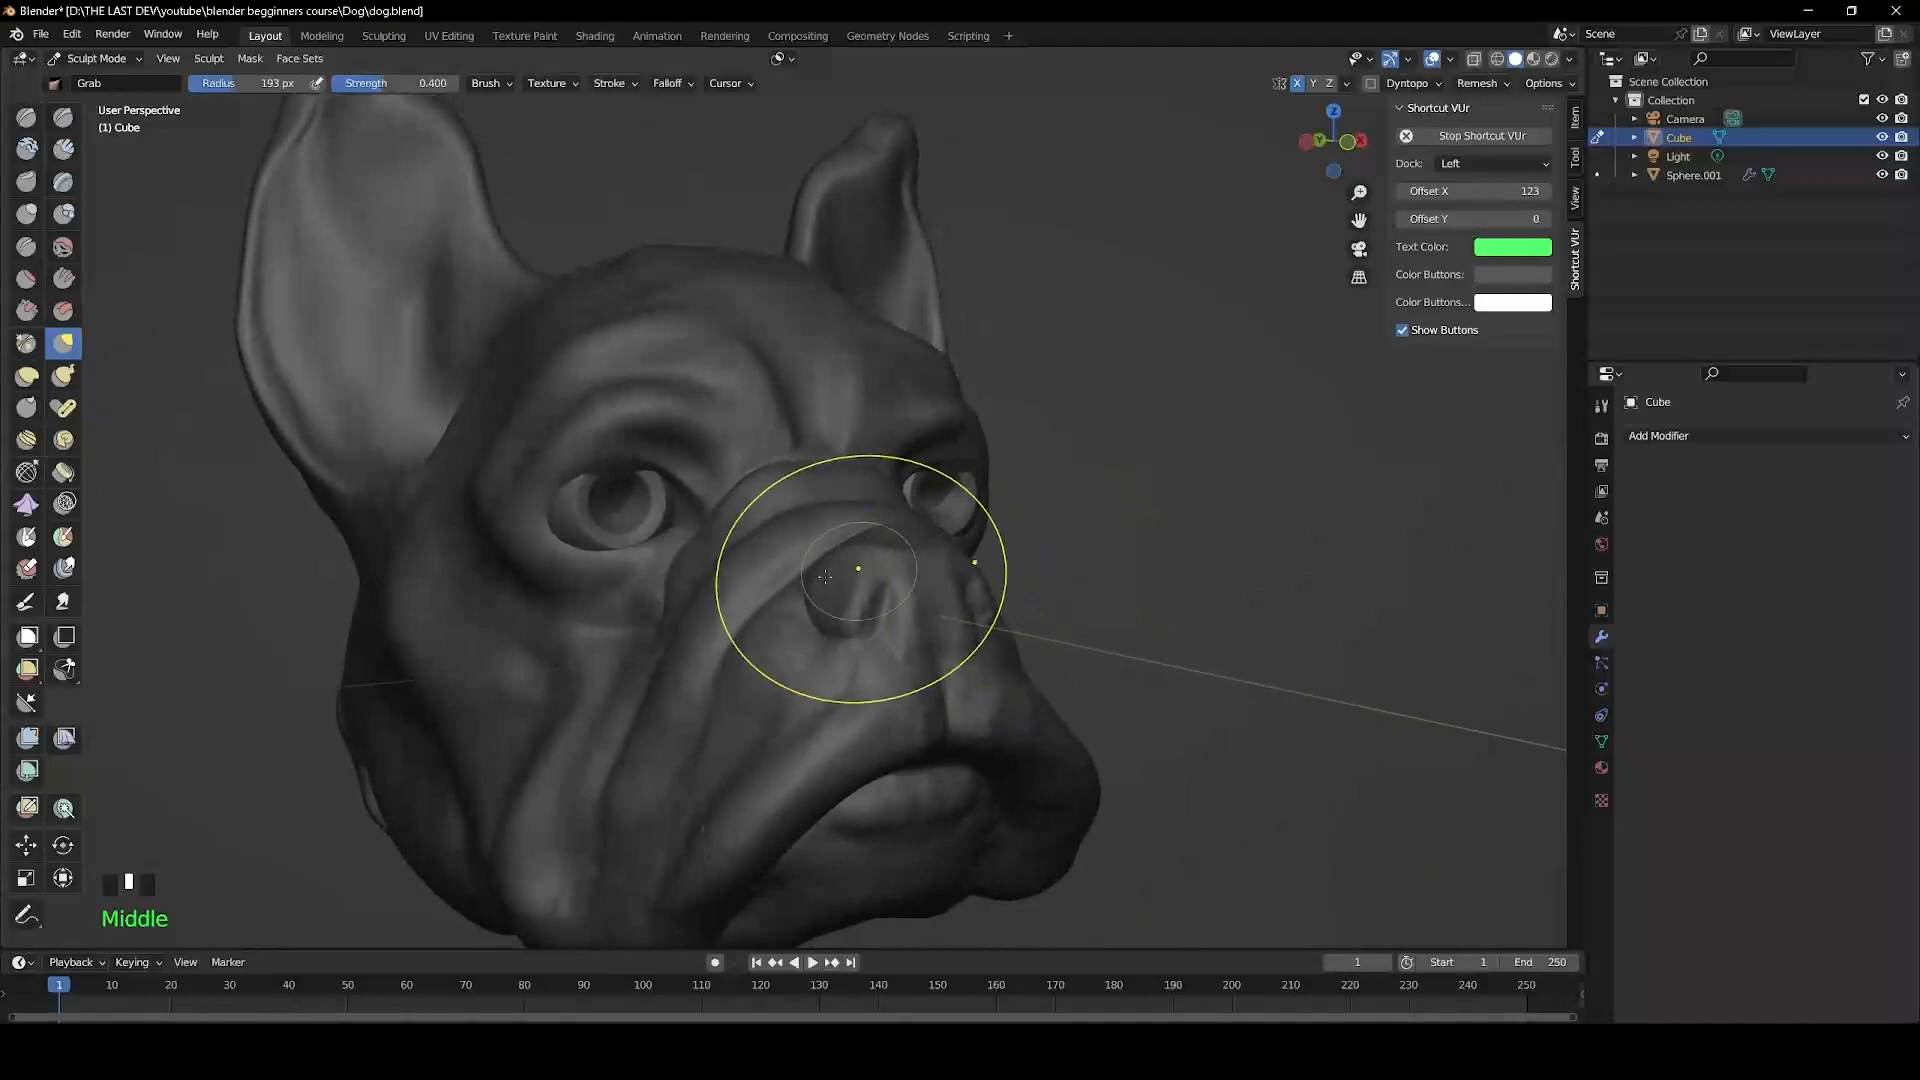 Blender* [D:\THE LAST DEV\youtube\blender begginners course\Dog\dog.blend]
File Edit Render Window Help Layout Modeling Sculpting UV Editing Texture Paint Shading Animation Rendering Compositing Geometry Nodes Scripting + Scene ViewLayer
Sculpt Mode View Sculpt Mask Face Sets
Grab Radius 193 px Strength 0.400 Brush Texture Stroke Falloff Cursor X Y Z Dyntopo Remesh Options
User Perspective
(1) Cube
Z
Y X
Shortcut VUr
Stop Shortcut VUr
Dock: Left
Offset X 123
Offset Y 0
Text Color:
Color Buttons:
Color Buttons...
Show Buttons
Item
Tool
View
Shortcut VUr
Scene Collection
Collection
Camera
Cube
Light
Sphere.001
Cube
Add Modifier
Middle
Playback Keying View Marker 1 Start 1 End 250
1 10 20 30 40 50 60 70 80 90 100 110 120 130 140 150 160 170 180 190 200 210 220 230 240 250